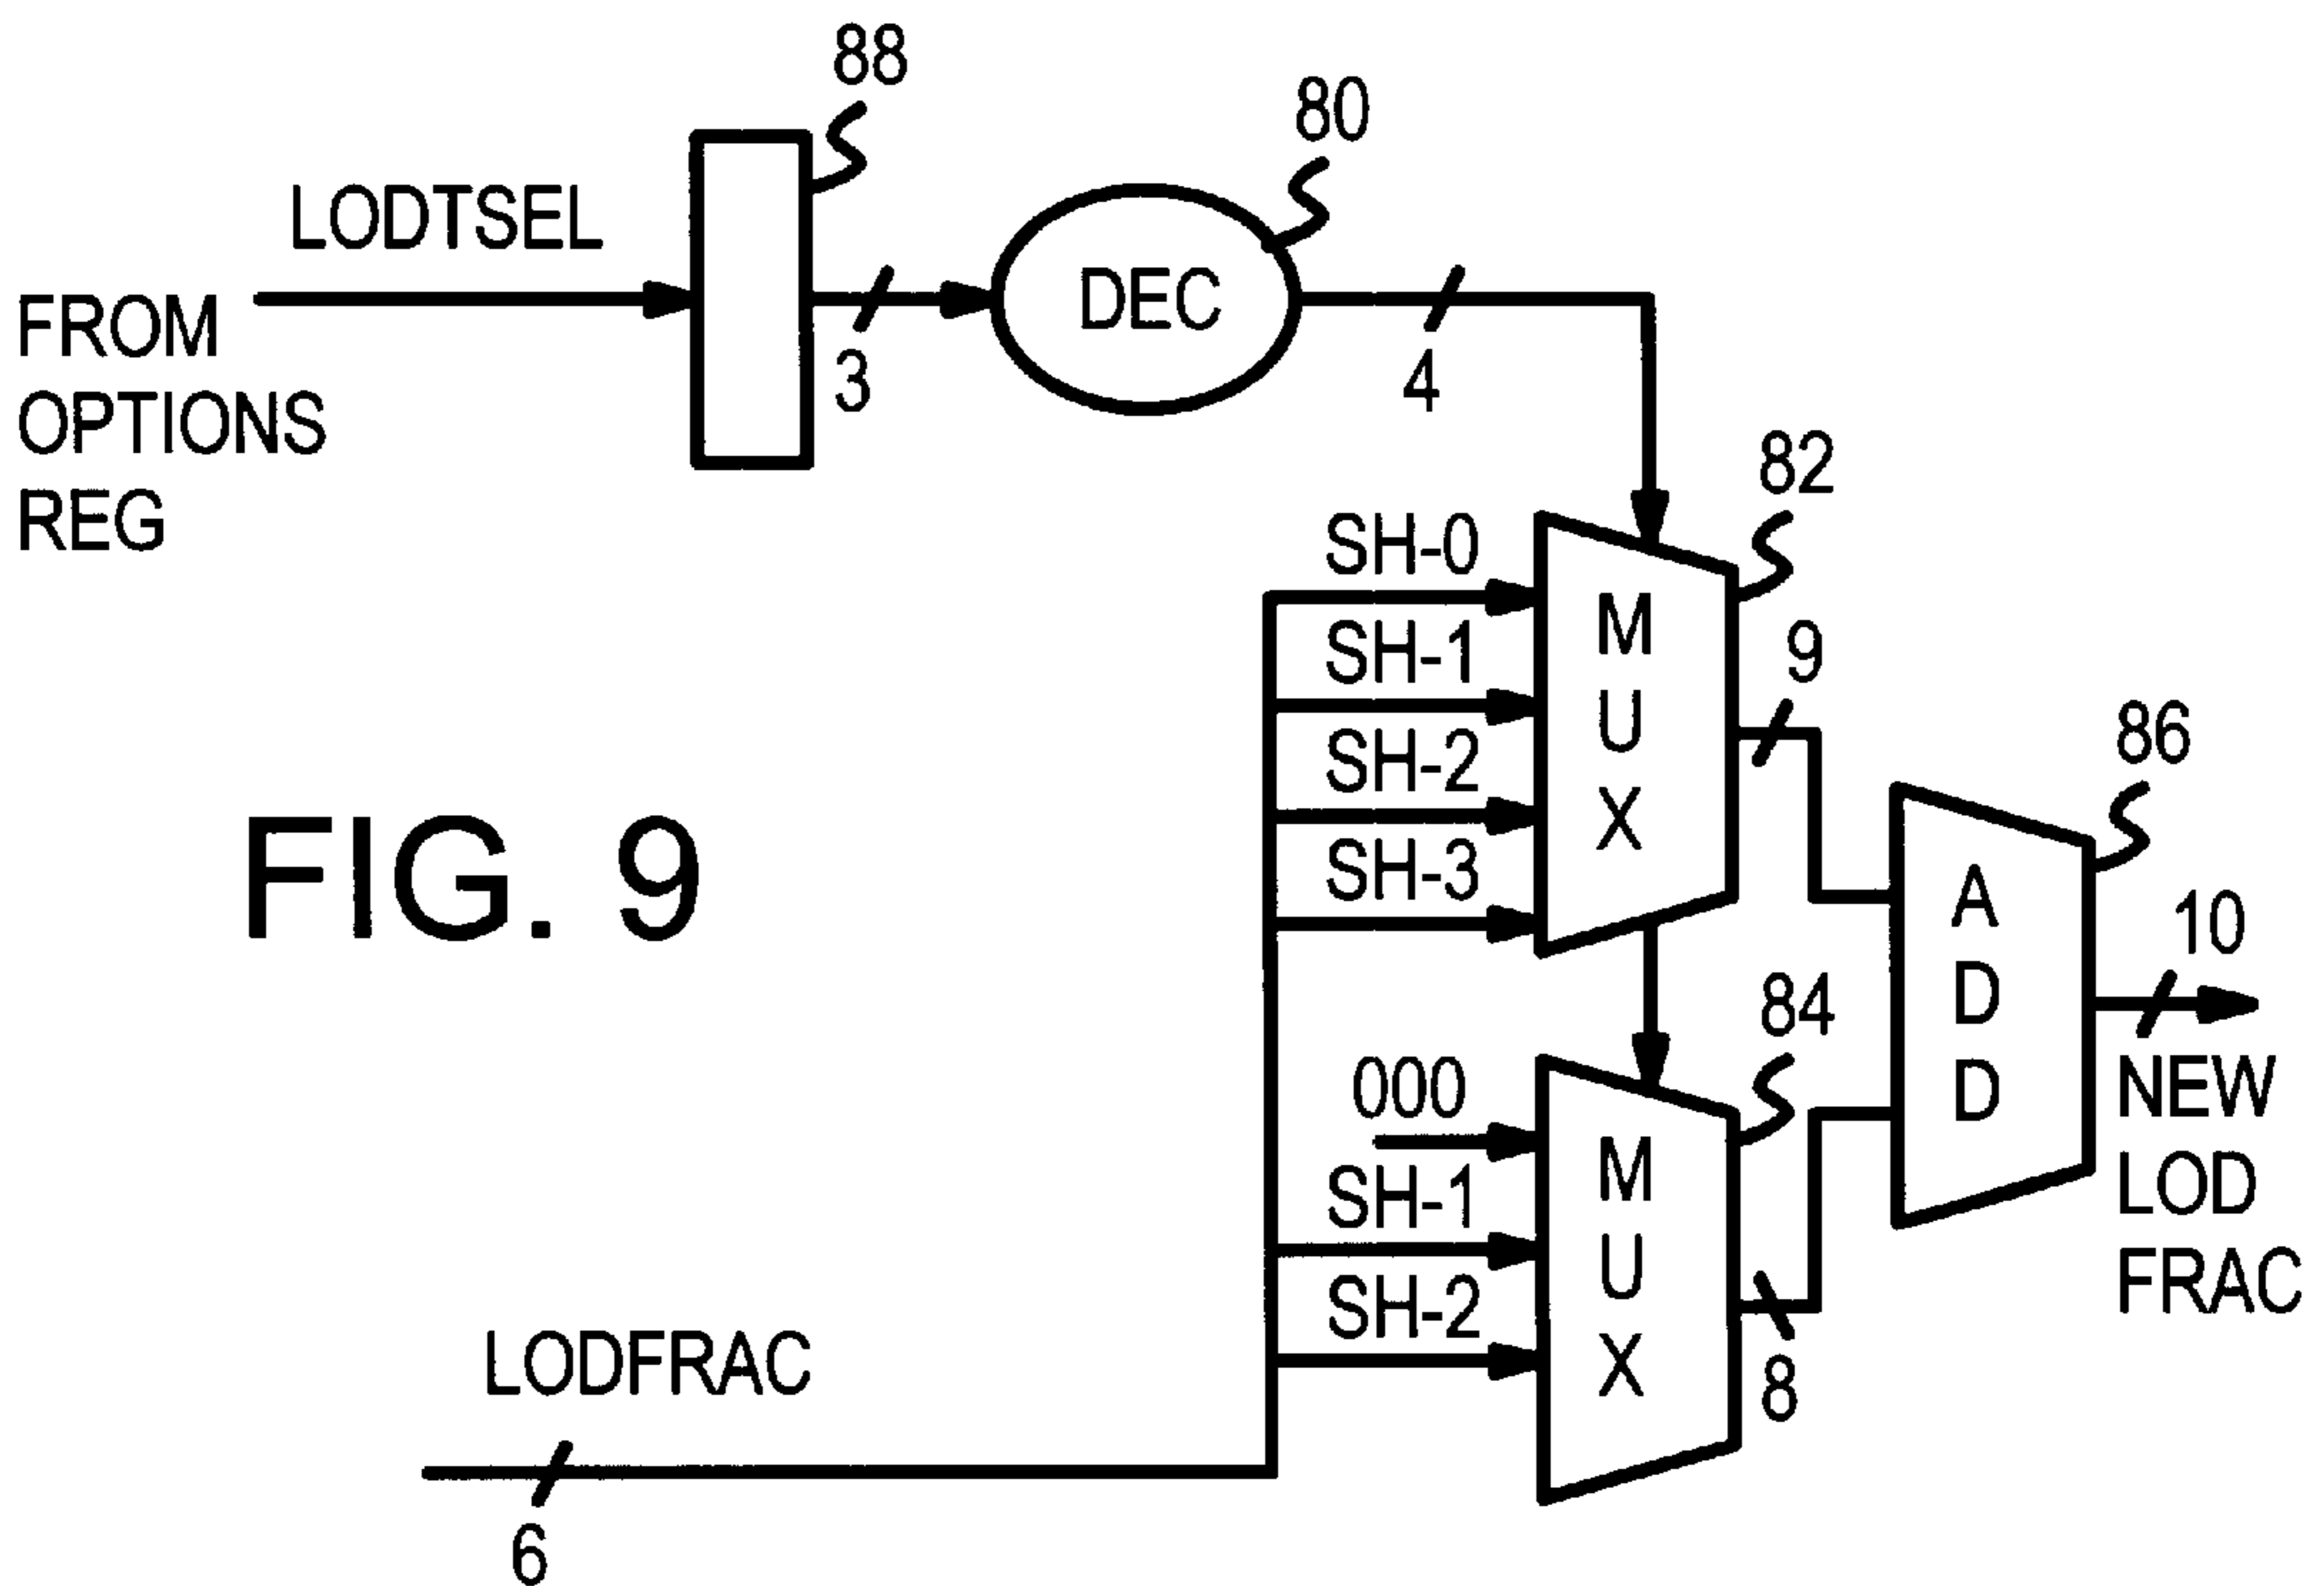 88
80
LODTSEL
DEC
FROM
OPTIONS
REG
3
4
82
SH-0
SH-1
SH-2
SH-3
M
U
X
9
86
FIG. 9
A
D
D
10
84
000
SH-1
SH-2
M
U
X
8
NEW
LOD
FRAC
LODFRAC
6